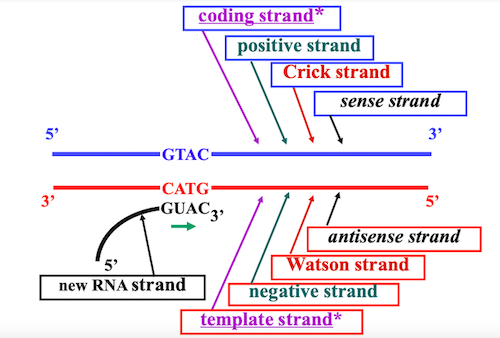 coding strand*
positive strand
Crick strand
sense strand
5’ 3’
GTAC
CATG
3’ 5’
GUAC 3’
5’
new RNA strand
antisense strand
Watson strand
negative strand
template strand*